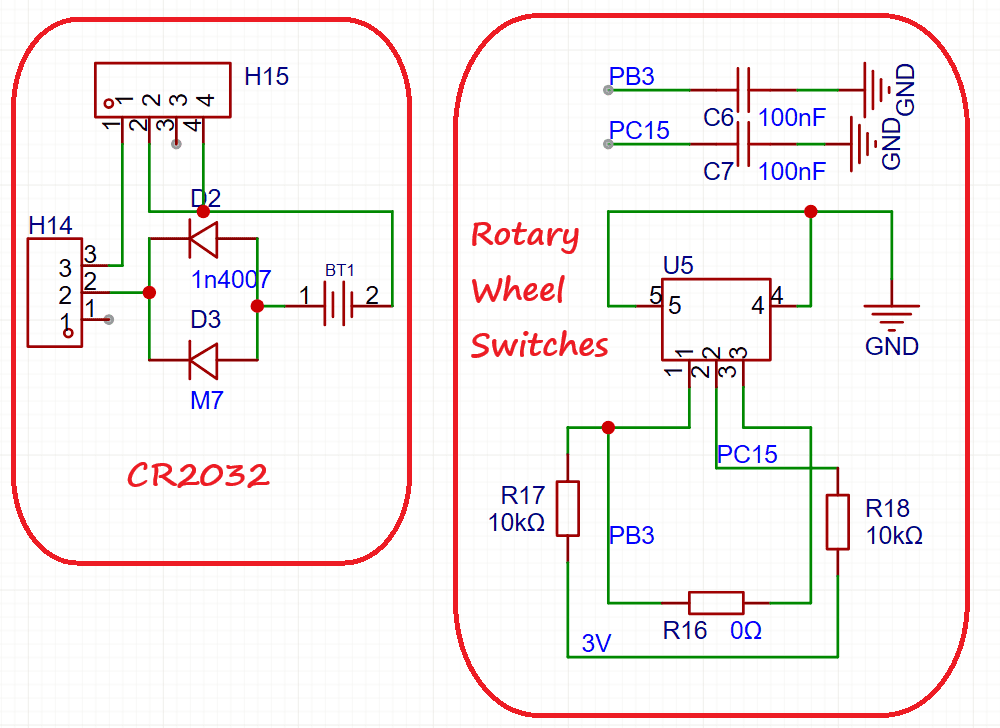 H15
1 2 3 4
1 2 3 4
D2
H14
3 3
2 2
1 1
1n4007
BT1
1 2
D3
M7
CR2032
PB3
C6 100nF
GND
PC15
C7 100nF
GND
Rotary
Wheel
Switches
U5
5 5 4 4
1 2 3
1 2 3
GND
PC15
R17
10kΩ
PB3
R18
10kΩ
R16 0Ω
3V